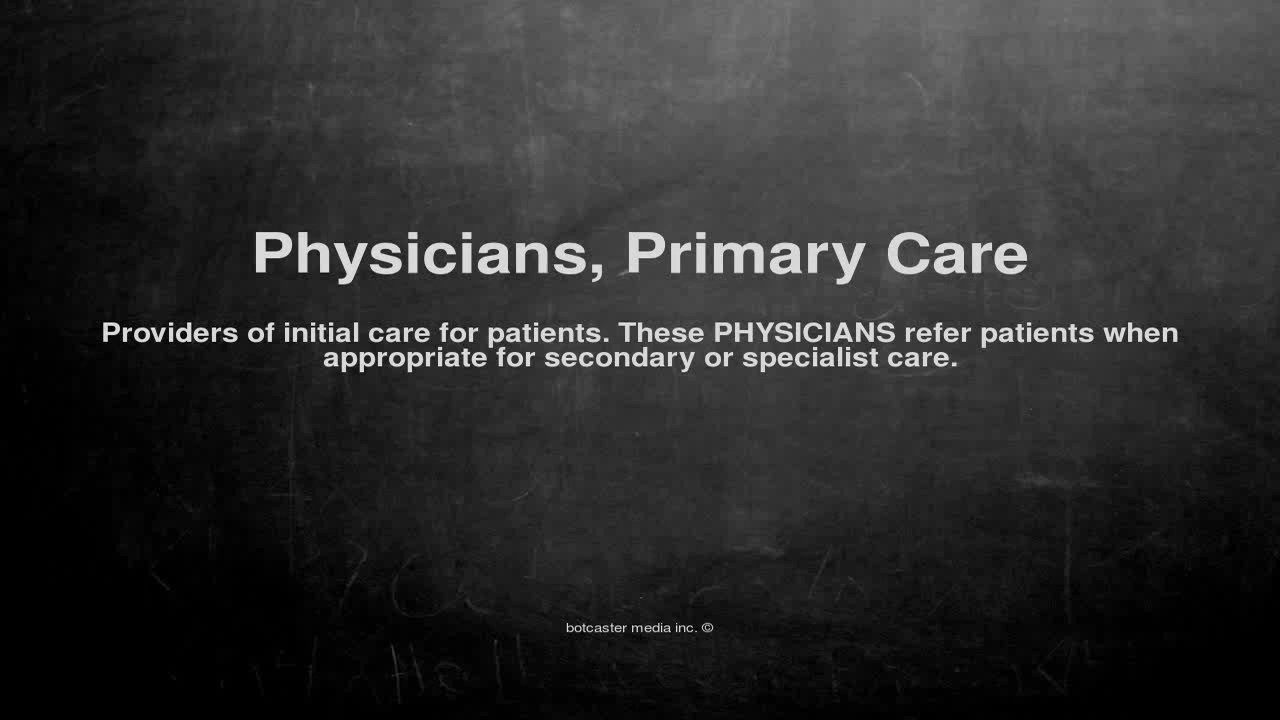 Physicians, Primary Care
Providers of initial care for patients. These PHYSICIANS refer patients when
appropriate for secondary or specialist care.
botcaster media inc. ©